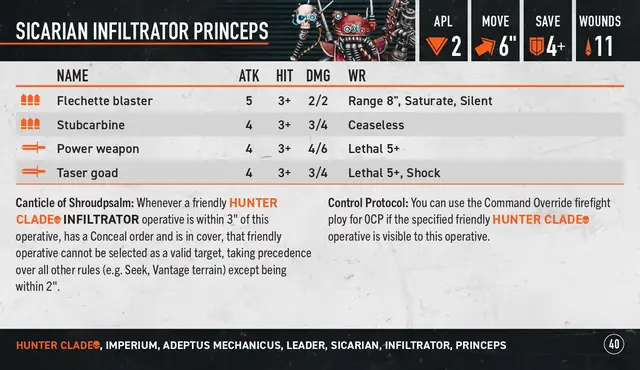 SICARIAN INFILTRATOR PRINCEPS
APL MOVE SAVE WOUNDS
2 6" 4+ 11
NAME ATK HIT DMG WR
Flechette blaster 5 3+ 2/2 Range 8", Saturate, Silent
Stubcarbine 4 3+ 3/4 Ceaseless
Power weapon 4 3+ 4/6 Lethal 5+
Taser goad 4 3+ 3/4 Lethal 5+, Shock
Canticle of Shroudpsalm: Whenever a friendly HUNTER
CLADE INFILTRATOR operative is within 3" of this
operative, has a Conceal order and is in cover, that friendly
operative cannot be selected as a valid target, taking precedence
over all other rules (e.g. Seek, Vantage terrain) except being
within 2".
Control Protocol: You can use the Command Override firefight
ploy for 0CP if the specified friendly HUNTER CLADE
operative is visible to this operative.
HUNTER CLADE, IMPERIUM, ADEPTUS MECHANICUS, LEADER, SICARIAN, INFILTRATOR, PRINCEPS
40